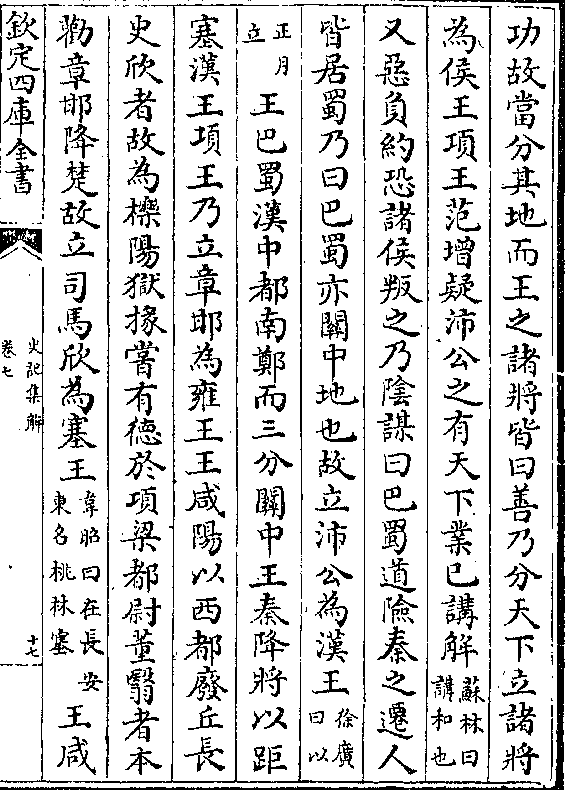 功故當分其地而王之諸將皆曰善乃分天下立諸將
為侯王項王范增疑沛公之有天下業已講解蘇林曰講和也
又惡負約恐諸侯叛之乃陰謀曰巴蜀道險秦之遷人
皆居蜀乃曰巴蜀亦關中地也故立沛公為漢王徐廣曰以
正月立王巴蜀漢中都南鄭而三分關中王秦降將以距
塞漢王項王乃立章邯為雍王王咸陽以西都廢丘長
史欣者故為櫟陽獄掾嘗有德於項梁都尉董翳者本
勸章邯降楚故立司馬欣為塞王韋昭曰在長安東名桃林塞王咸
欽定四庫全書
史記集解
卷七
十七